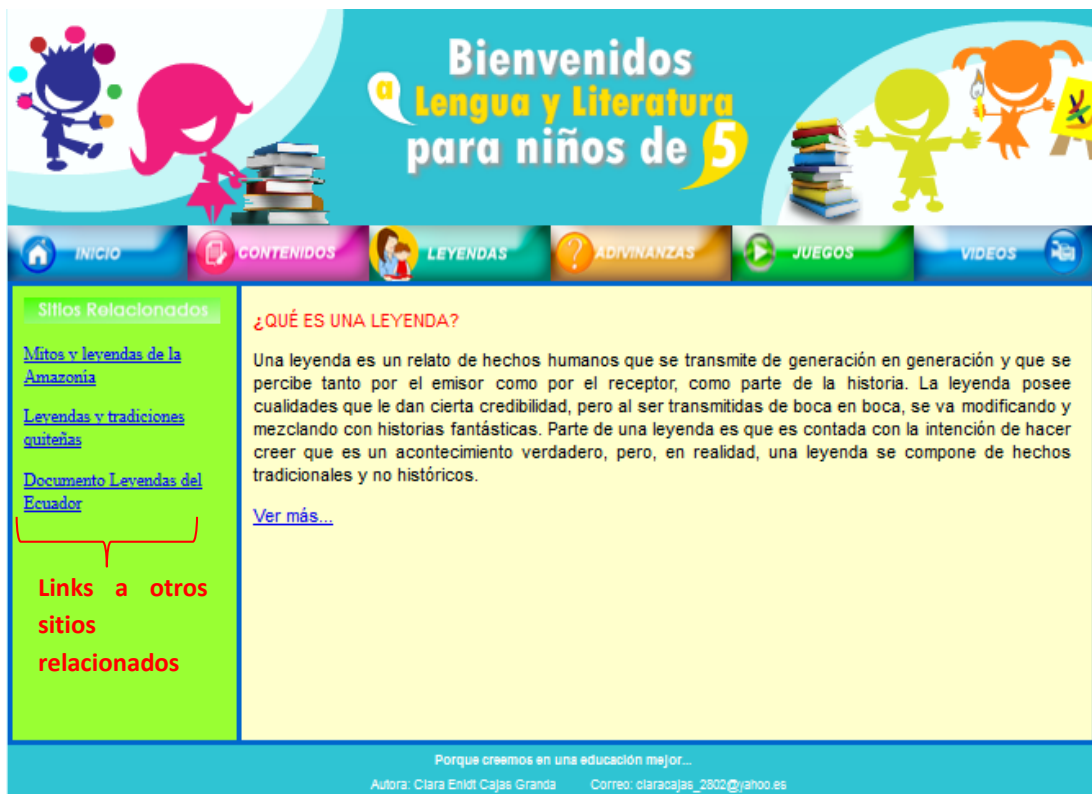 Bienvenidos
a Lengua y Literatura
para niños de 5
INICIO
CONTENIDOS
LEYENDAS
ADIVINANZAS
JUEGOS
VIDEOS
Sitios Relacionados
Mitos y leyendas de la
Amazonía
Leyendas y tradiciones
quiteñas
Documento Leyendas del
Ecuador
Links a otros
sitios
relacionados
¿QUÉ ES UNA LEYENDA?
Una leyenda es un relato de hechos humanos que se transmite de generación en generación y que se
percibe tanto por el emisor como por el receptor, como parte de la historia. La leyenda posee
cualidades que le dan cierta credibilidad, pero al ser transmitidas de boca en boca, se va modificando y
mezclando con historias fantásticas. Parte de una leyenda es que es contada con la intención de hacer
creer que es un acontecimiento verdadero, pero, en realidad, una leyenda se compone de hechos
tradicionales y no históricos.
Ver más...
Porque creemos en una educación mejor...
Autora: Clara Enidt Cajas Granda Correo: claracajas_2802@yahoo.es